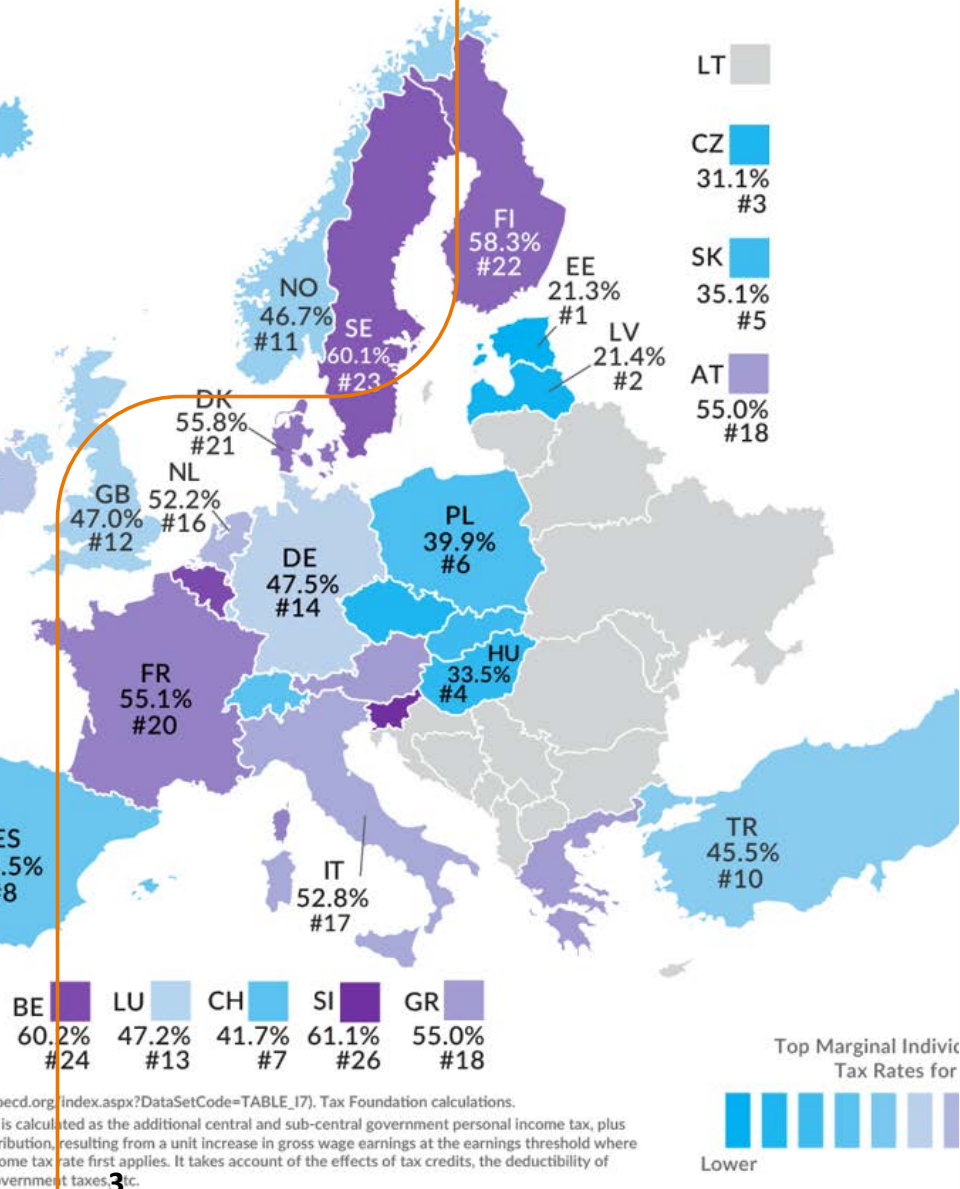 LT
CZ
31.1%
#3
SK
35.1%
#5
AT
55.0%
#18
FI
58.3%
#22
EE
21.3%
#1
LV
21.4%
#2
NO
46.7%
#11
SE
60.1%
#23
DK
55.8%
#21
NL
52.2%
#16
GB
47.0%
#12
DE
47.5%
#14
PL
39.9%
#6
HU
33.5%
#4
FR
55.1%
#20
ES
.5%
#8
IT
52.8%
#17
TR
45.5%
#10
BE
60.2%
#24
LU
47.2%
#13
CH
41.7%
#7
SI
61.1%
#26
GR
55.0%
#18
Top Marginal Individ
Tax Rates for
Lower
oecd.org/index.aspx?DataSetCode=TABLE_I7). Tax Foundation calculations.
is calculated as the additional central and sub-central government personal income tax, plus
ribution, resulting from a unit increase in gross wage earnings at the earnings threshold where
ome tax rate first applies. It takes account of the effects of tax credits, the deductibility of
vernment taxes, etc.
3